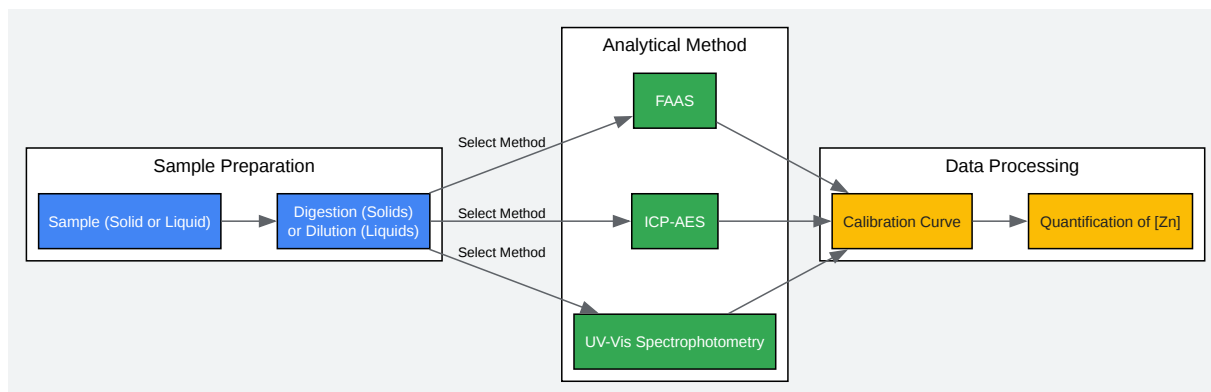 Analytical Method
FAAS
Select Method
Sample Preparation
Data Processing
Sample (Solid or Liquid)
Digestion (Solids)
or Dilution (Liquids)
Select Method
ICP-AES
Calibration Curve
Quantification of [Zn]
Select Method
UV-Vis Spectrophotometry